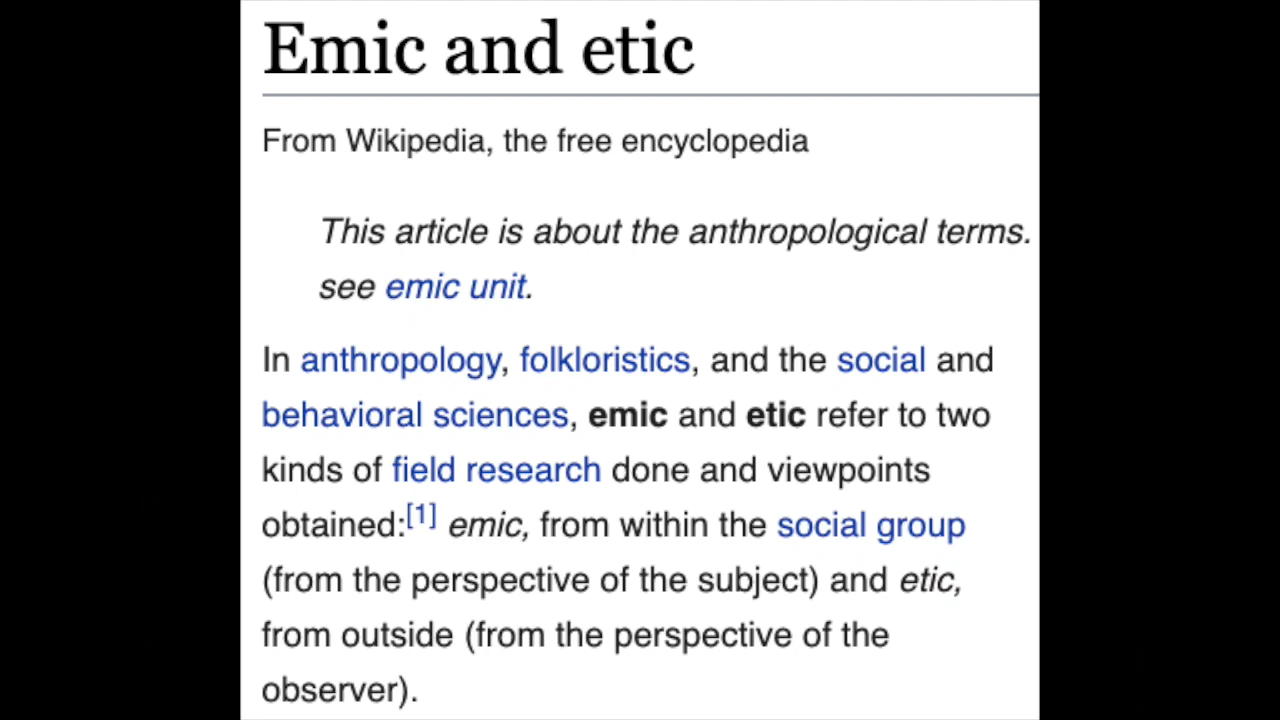 Emic and etic
From Wikipedia, the free encyclopedia
This article is about the anthropological terms.
see emic unit.
In anthropology, folkloristics, and the social and
behavioral sciences, emic and etic refer to two
kinds of field research done and viewpoints
obtained:[1] emic, from within the social group
(from the perspective of the subject) and etic,
from outside (from the perspective of the
observer).